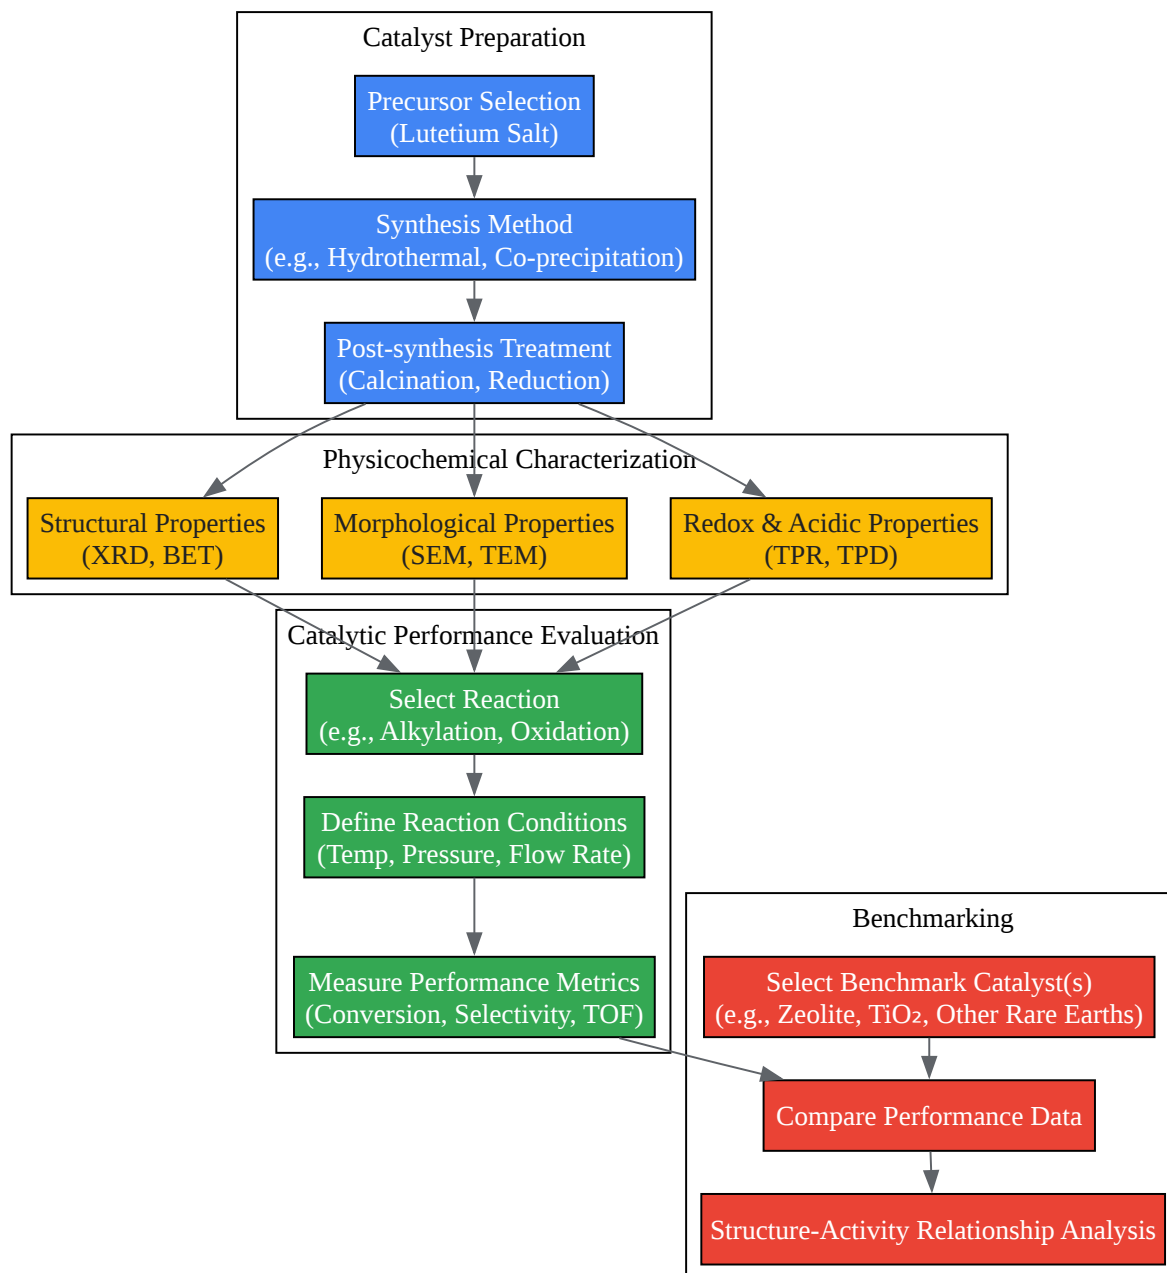 Catalyst Preparation
Precursor Selection
(Lutetium Salt)
Synthesis Method
(e.g., Hydrothermal, Co-precipitation)
Post-synthesis Treatment
(Calcination, Reduction)
Physicochemical Characterization
Structural Properties
(XRD, BET)
Morphological Properties
(SEM, TEM)
Redox & Acidic Properties
(TPR, TPD)
Catalytic Performance Evaluation
Select Reaction
(e.g., Alkylation, Oxidation)
Define Reaction Conditions
(Temp, Pressure, Flow Rate)
Measure Performance Metrics
(Conversion, Selectivity, TOF)
Benchmarking
Select Benchmark Catalyst(s)
(e.g., Zeolite, TiO₂, Other Rare Earths)
Compare Performance Data
Structure-Activity Relationship Analysis